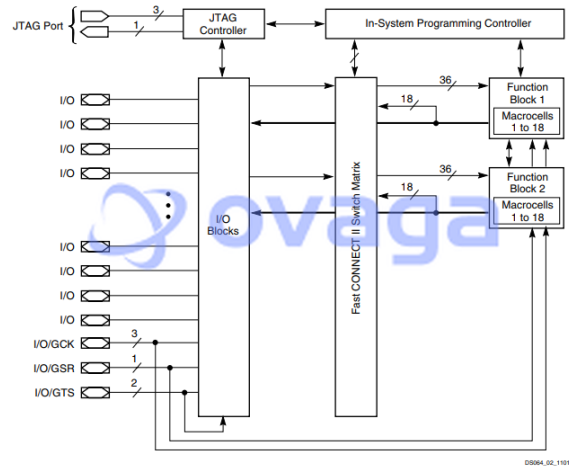 JTAG Port
3
1
JTAG
Controller
In-System Programming Controller
I/O
I/O
I/O
I/O
I/O
I/O
I/O
I/O
I/O/GCK
3
I/O/GSR
1
I/O/GTS
2
I/O
Blocks
Fast CONNECT II Switch Matrix
36
18
Function
Block 1
Macrocells
1 to 18
36
18
Function
Block 2
Macrocells
1 to 18
ovaga
DS064_02_1101